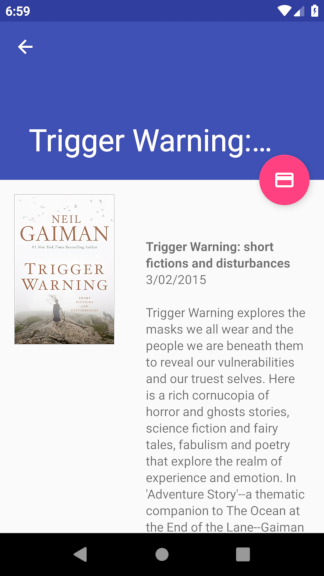 6:59
Trigger Warning:...
NEIL
GAIMAN
#1 New York Times Bestselling Author
TRIGGER
WARNING
SHORT
FICTIONS
AND
DISTURBANCES
Trigger Warning: short
fictions and disturbances
3/02/2015
Trigger Warning explores the
masks we all wear and the
people we are beneath them
to reveal our vulnerabilities
and our truest selves. Here
is a rich cornucopia of
horror and ghosts stories,
science fiction and fairy
tales, fabulism and poetry
that explore the realm of
experience and emotion. In
'Adventure Story'--a thematic
companion to The Ocean at
the End of the Lane--Gaiman